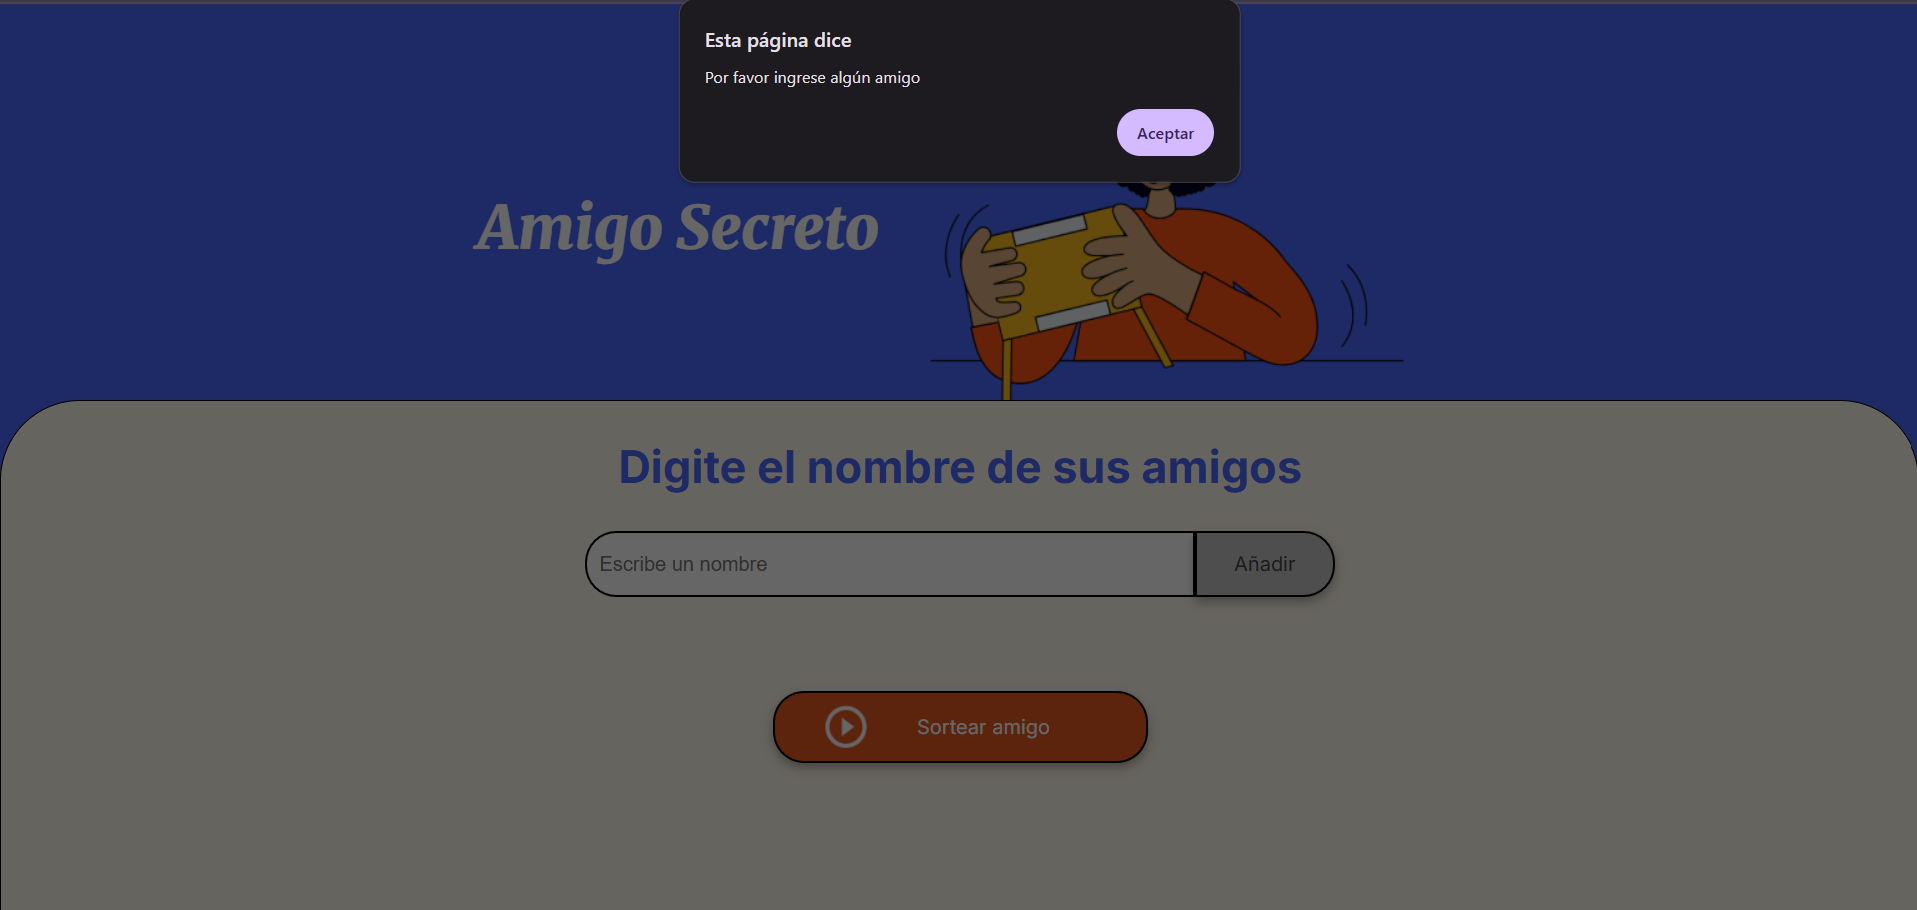 Esta página dice
Por favor ingrese algún amigo
Aceptar
Amigo Secreto
Digite el nombre de sus amigos
Escribe un nombre
Añadir
Sortear amigo